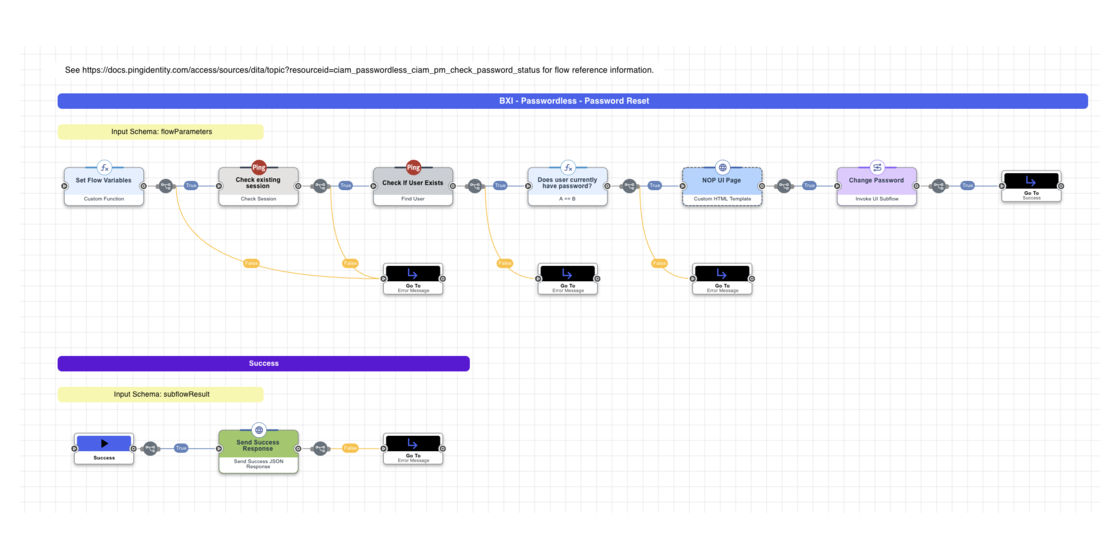 See https://docs.pingidentity.com/access/sources/dita/topic?resourceid=ciam_passwordless_ciam_pm_check_password_status for flow reference information.
BXI - Passwordless - Password Reset
Input Schema: flowParameters
Set Flow Variables
Custom Function
True
Ping
Check existing
session
Check Session
True
Ping
Check If User Exists
Find User
True
Does user currently
have password?
A == B
True
NOP UI Page
Custom HTML Template
True
Change Password
Invoke UI Subflow
True
Go To
Success
False
False
False
False
Go To
Error Message
Go To
Error Message
Go To
Error Message
Success
Input Schema: subflowResult
Success
True
Send Success
Response
Send Success JSON
Response
False
Go To
Error Message